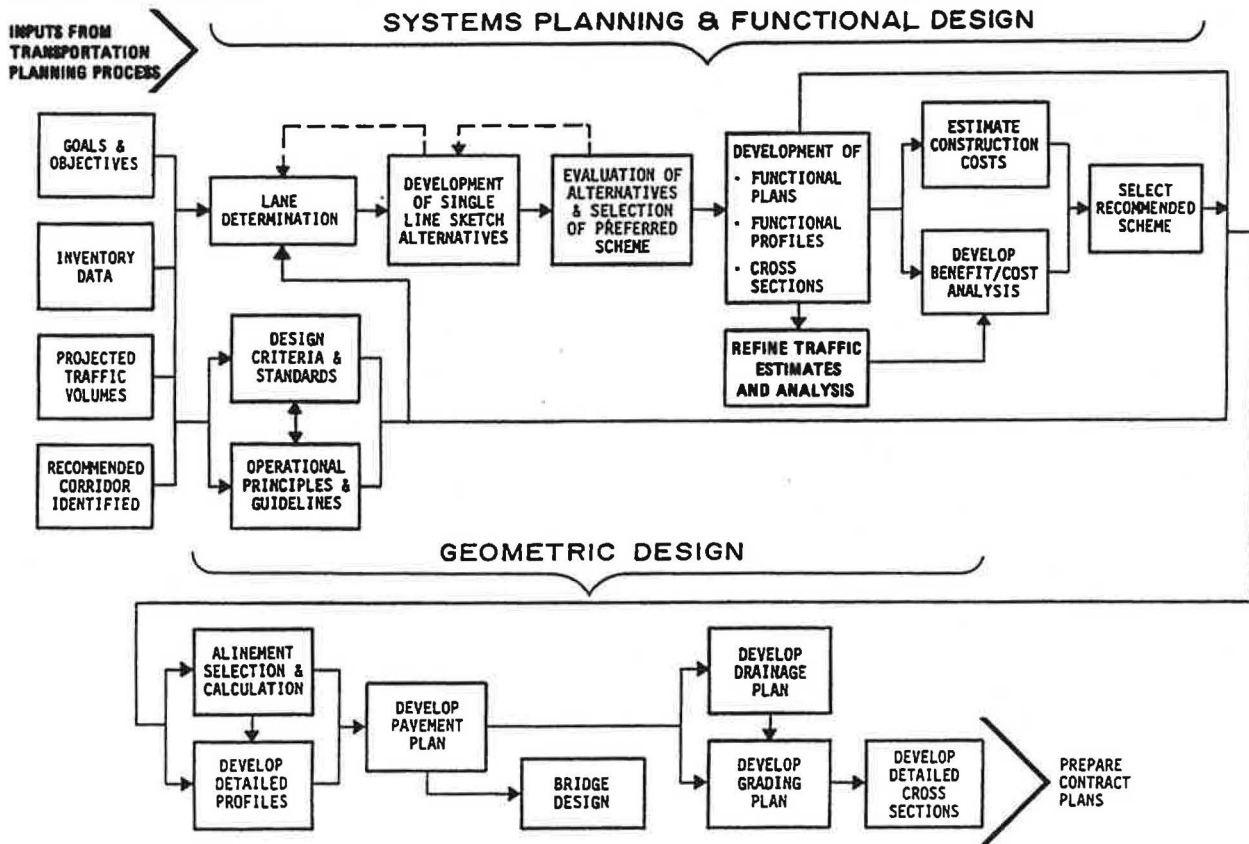 SYSTEMS PLANNING & FUNCTIONAL DESIGN
INPUTS FROM
TRANSPORTATION
PLANNING PROCESS
GOALS &
OBJECTIVES
INVENTORY
DATA
PROJECTED
TRAFFIC
VOLUMES
RECOMMENDED
CORRIDOR
IDENTIFIED
LANE
DETERMINATION
DESIGN
CRITERIA &
STANDARDS
OPERATIONAL
PRINCIPLES &
GUIDELINES
DEVELOPMENT
OF SINGLE
LINE SKETCH
ALTERNATIVES
EVALUATION OF
ALTERNATIVES
& SELECTION
OF PREFERRED
SCHEME
DEVELOPMENT OF
· FUNCTIONAL
PLANS
· FUNCTIONAL
PROFILES
· CROSS
SECTIONS
REFINE TRAFFIC
ESTIMATES
AND ANALYSIS
ESTIMATE
CONSTRUCTION
COSTS
DEVELOP
BENEFIT/COST
ANALYSIS
SELECT
RECOMMENDED
SCHEME
GEOMETRIC DESIGN
ALINEMENT
SELECTION &
CALCULATION
DEVELOP
DETAILED
PROFILES
DEVELOP
PAVEMENT
PLAN
BRIDGE
DESIGN
DEVELOP
DRAINAGE
PLAN
DEVELOP
GRADING
PLAN
DEVELOP
DETAILED
CROSS
SECTIONS
PREPARE
CONTRACT
PLANS